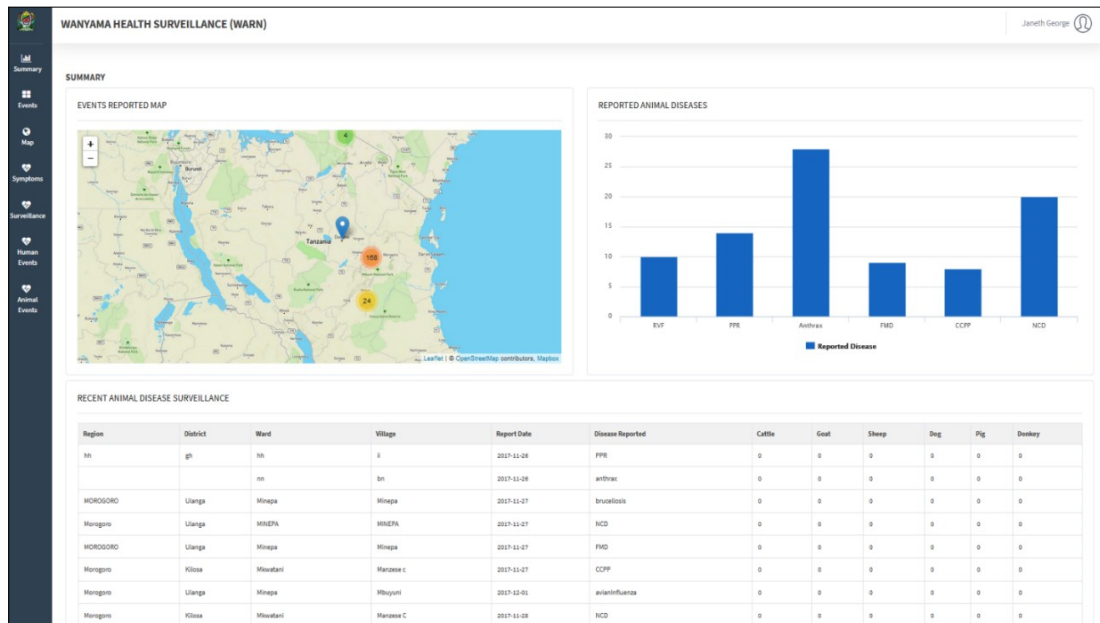 WANYAMA HEALTH SURVEILLANCE (WARN)
Janeth George
Summary
Events
Map
Symptoms
Surveillance
Human
Events
Animal
Events
SUMMARY
EVENTS REPORTED MAP
+
−
4
Burundi
Tanzania
168
24
Leaflet | © OpenStreetMap contributors, Mapbox
REPORTED ANIMAL DISEASES
30
25
20
15
10
5
0
RVF PPR Anthrax FMD CCPP NCD
Reported Disease
RECENT ANIMAL DISEASE SURVEILLANCE
Region District Ward Village Report Date Disease Reported Cattle Goat Sheep Dog Pig Donkey
hh gh hh ii 2017-11-26 PPR 0 0 0 0 0 0
nn bn 2017-11-26 anthrax 0 0 0 0 0 0
MOROGORO Ulanga Minepa Minepa 2017-11-27 brucellosis 0 0 0 0 0 0
Morogoro Ulanga MINEPA MINEPA 2017-11-27 NCD 0 0 0 0 0 0
MOROGORO Ulanga Minepa Minepa 2017-11-27 FMD 0 0 0 0 0 0
Morogoro Kilosa Mkwatani Manzese c 2017-11-27 CCPP 0 0 0 0 0 0
Morogoro Ulanga Minepa Mbuyuni 2017-12-01 avianInfluenza 0 0 0 0 0 0
Morogoro Kilosa Mkwatani Manzese C 2017-11-28 NCD 0 0 0 0 0 0